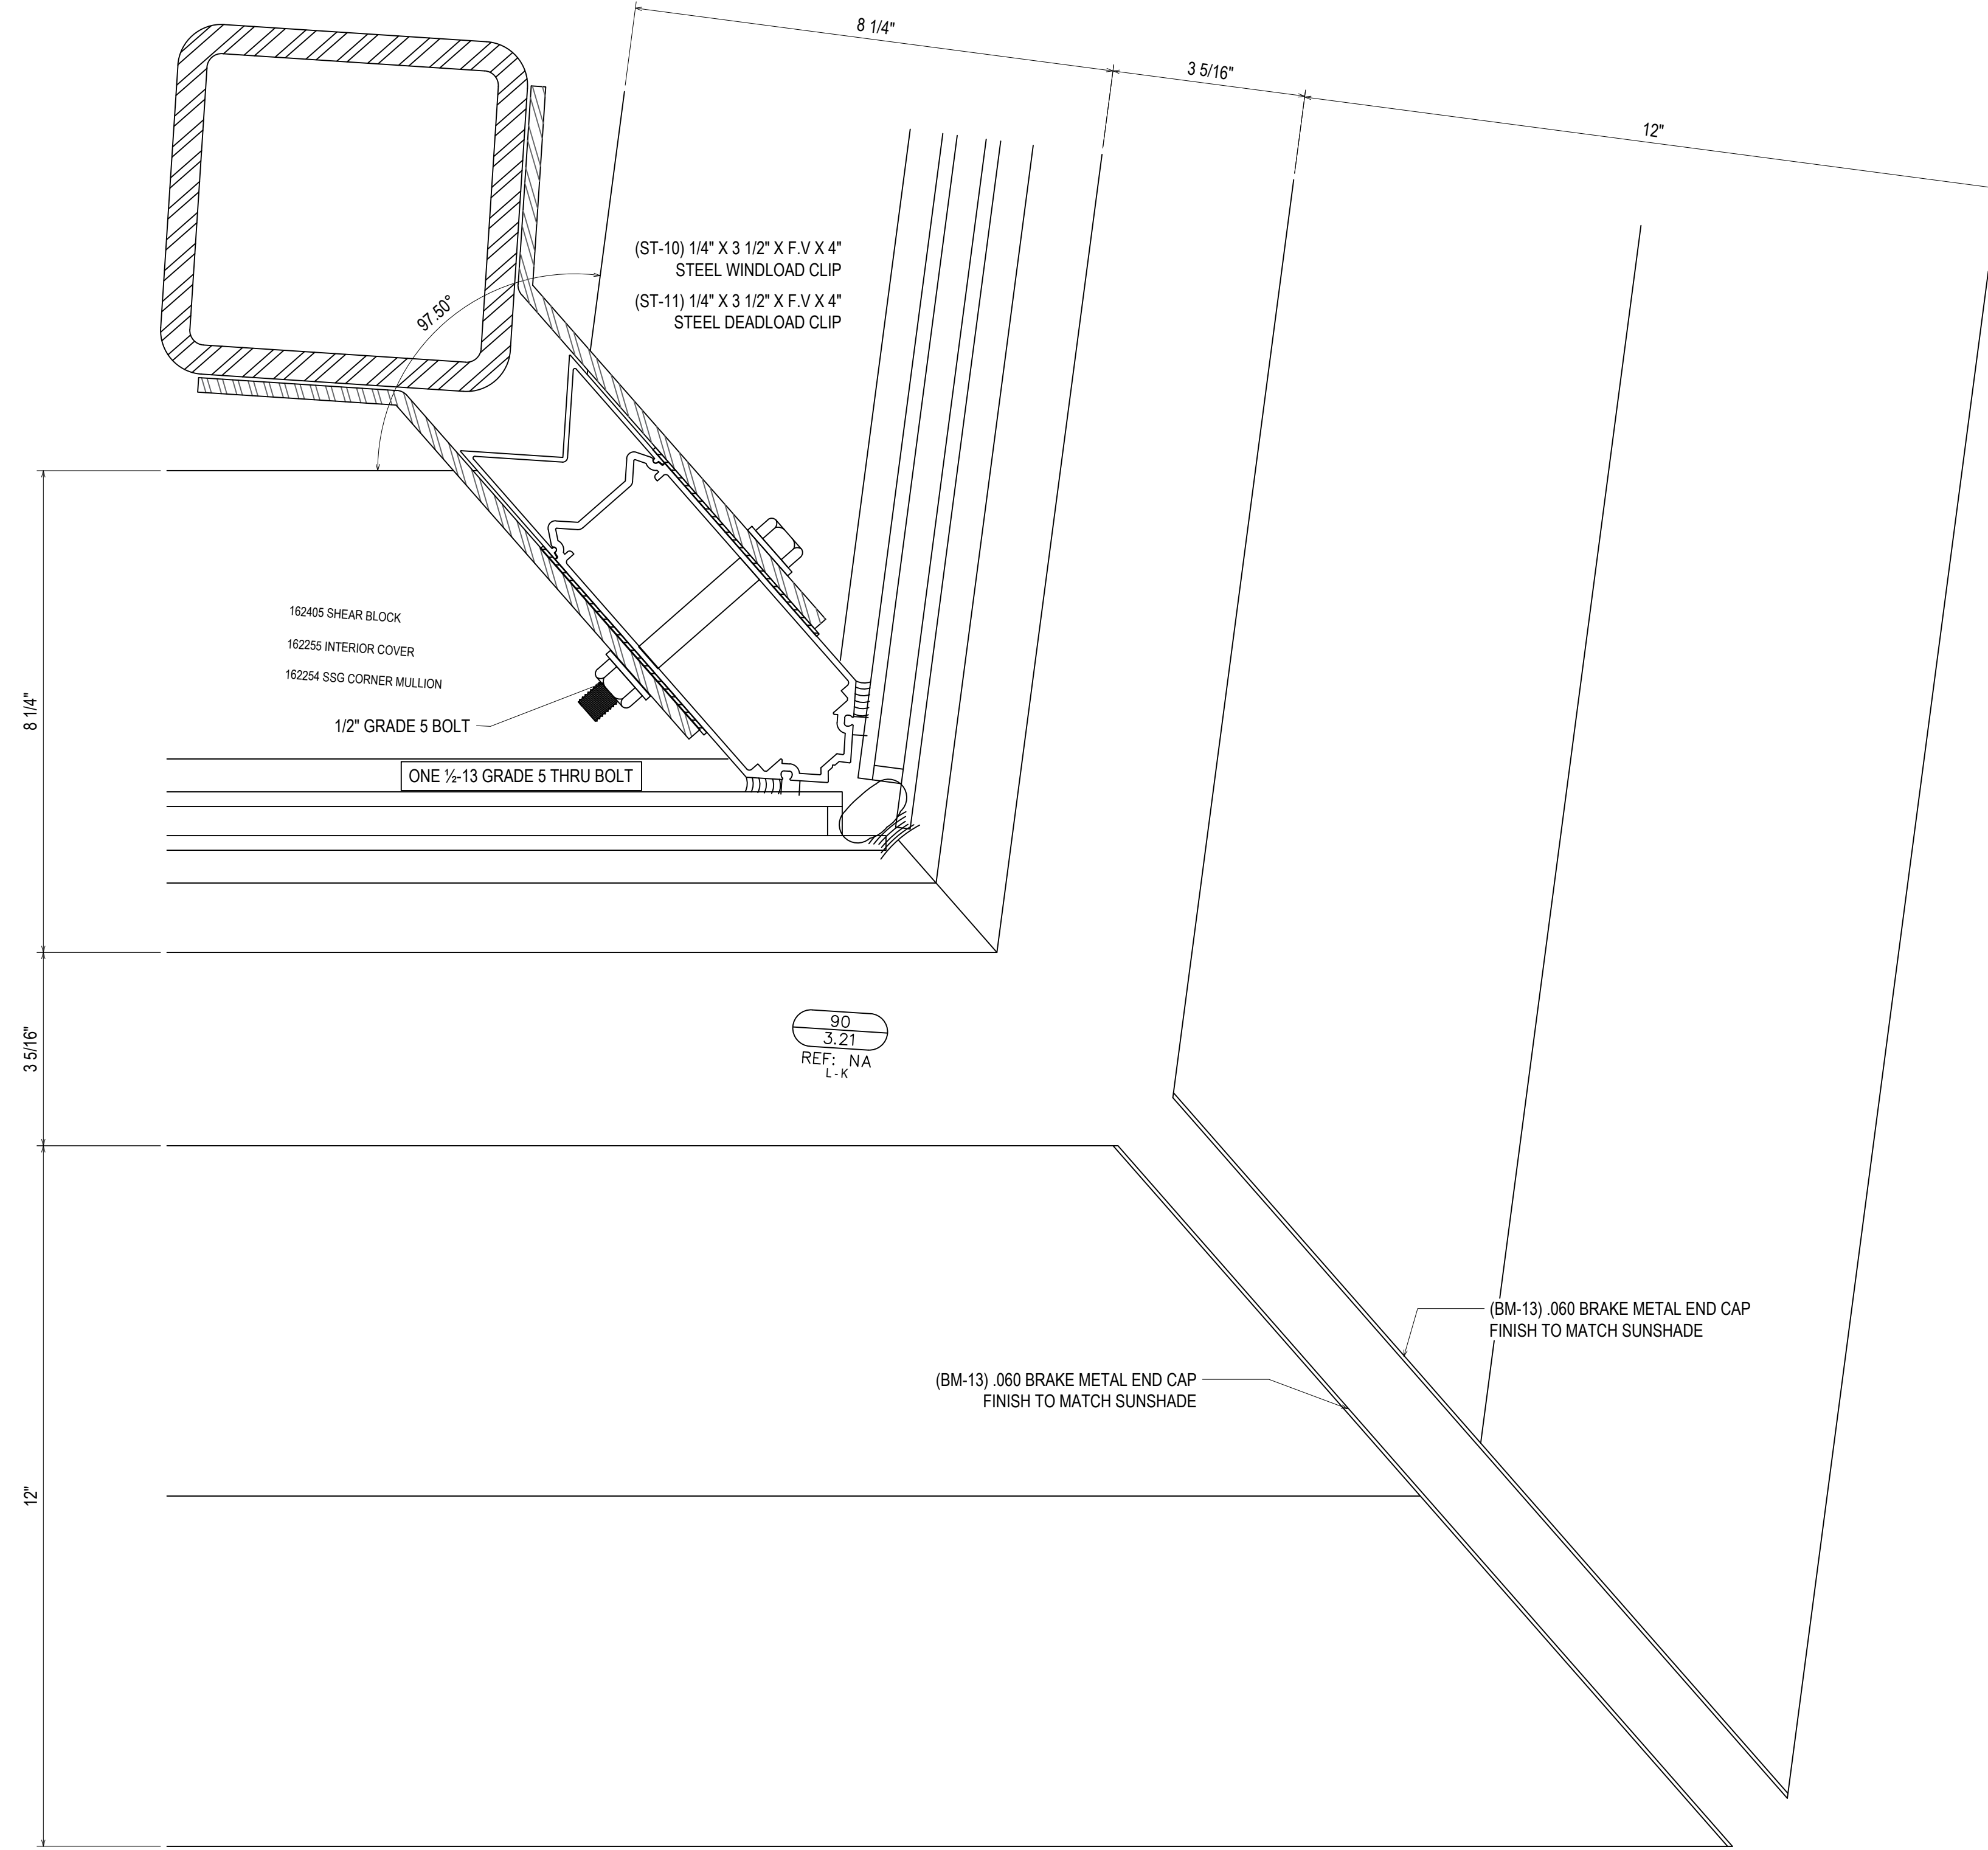 8 1/4"
3 5/16"
12"
(ST-10) 1/4" X 3 1/2" X F.V X 4"
STEEL WINDLOAD CLIP
(ST-11) 1/4" X 3 1/2" X F.V X 4"
STEEL DEADLOAD CLIP
97.50°
162405 SHEAR BLOCK
162255 INTERIOR COVER
162254 SSG CORNER MULLION
1/2" GRADE 5 BOLT
ONE ½-13 GRADE 5 THRU BOLT
8 1/4"
3 5/16"
12"
90
3.21
REF: NA
L - K
(BM-13) .060 BRAKE METAL END CAP
FINISH TO MATCH SUNSHADE
(BM-13) .060 BRAKE METAL END CAP
FINISH TO MATCH SUNSHADE